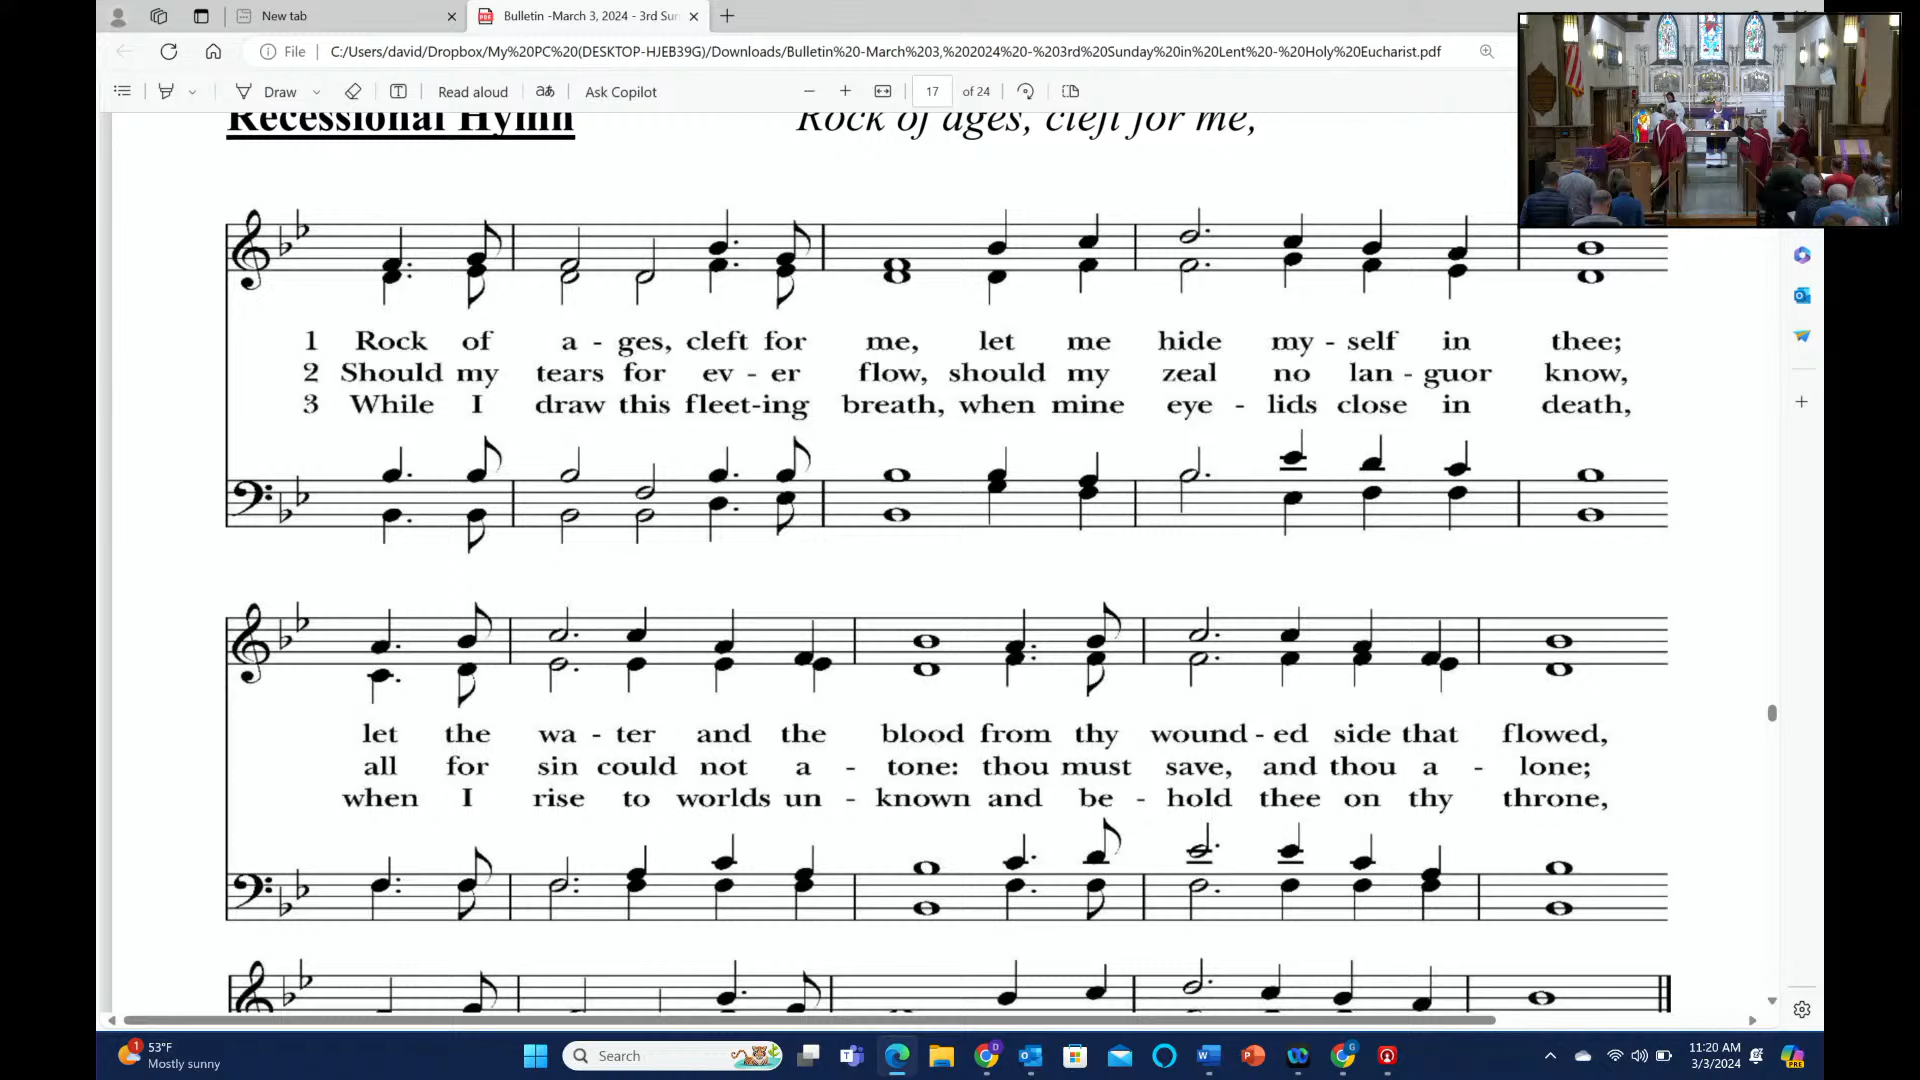 New tab
Bulletin -March 3, 2024 - 3rd Sun
File
C:/Users/david/Dropbox/My%20PC%20(DESKTOP-HJEB39G)/Downloads/Bulletin%20-March%203,%202024%20-%203rd%20Sunday%20in%20Lent%20-%20Holy%20Eucharist.pdf
Draw
Read aloud
Ask Copilot
17 of 24
Recessional Hymn Rock of ages, cleft for me,
1 Rock of a - ges, cleft for me, let me hide my - self in thee;
2 Should my tears for ev - er flow, should my zeal no lan - guor know,
3 While I draw this fleet-ing breath, when mine eye - lids close in death,
let the wa - ter and the blood from thy wound - ed side that flowed,
all for sin could not a - tone: thou must save, and thou a - lone;
when I rise to worlds un - known and be - hold thee on thy throne,
1
53°F
Mostly sunny
Search
11:20 AM
3/3/2024